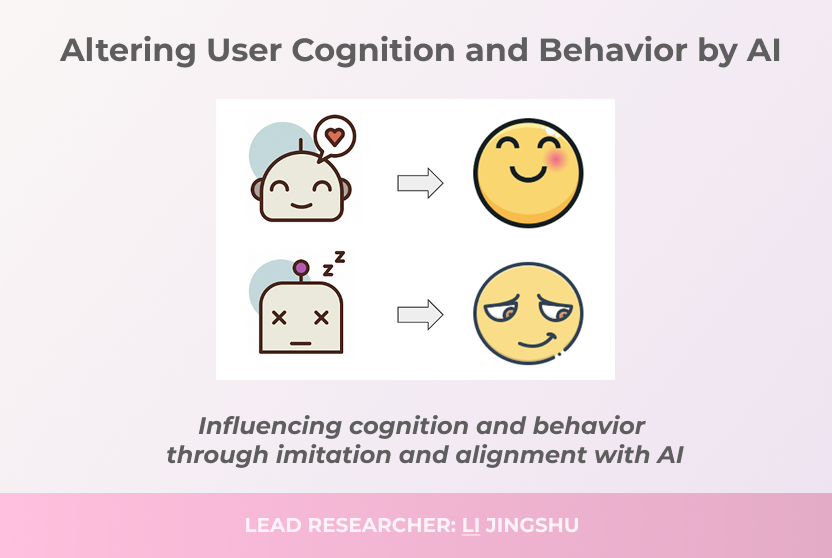 Altering User Cognition and Behavior by AI
z
z
Influencing cognition and behavior
through imitation and alignment with AI
LEAD RESEARCHER: LI JINGSHU